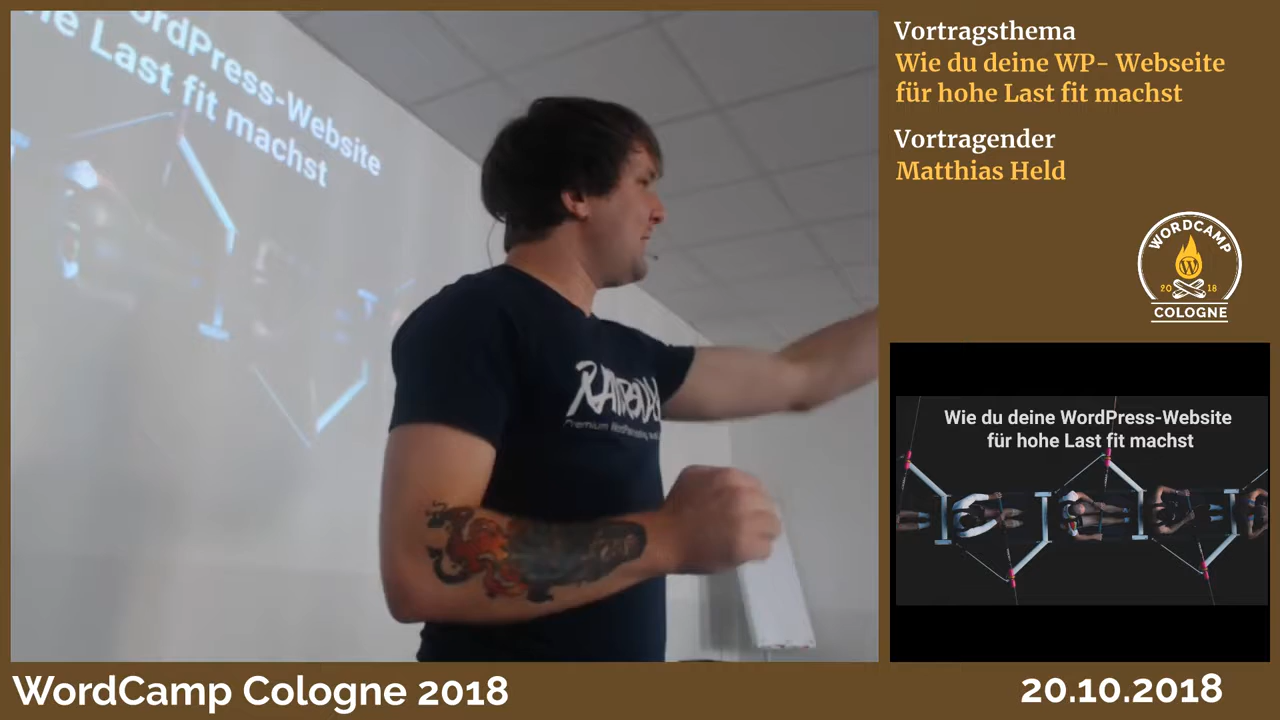 WordPress-Website
Last fit machst
RAIDBOXES
Vortragsthema
Wie du deine WP- Webseite
für hohe Last fit machst
Vortragender
Matthias Held
WORDCAMP
20 18
COLOGNE
Wie du deine WordPress-Website
für hohe Last fit machst
WordCamp Cologne 2018
20.10.2018